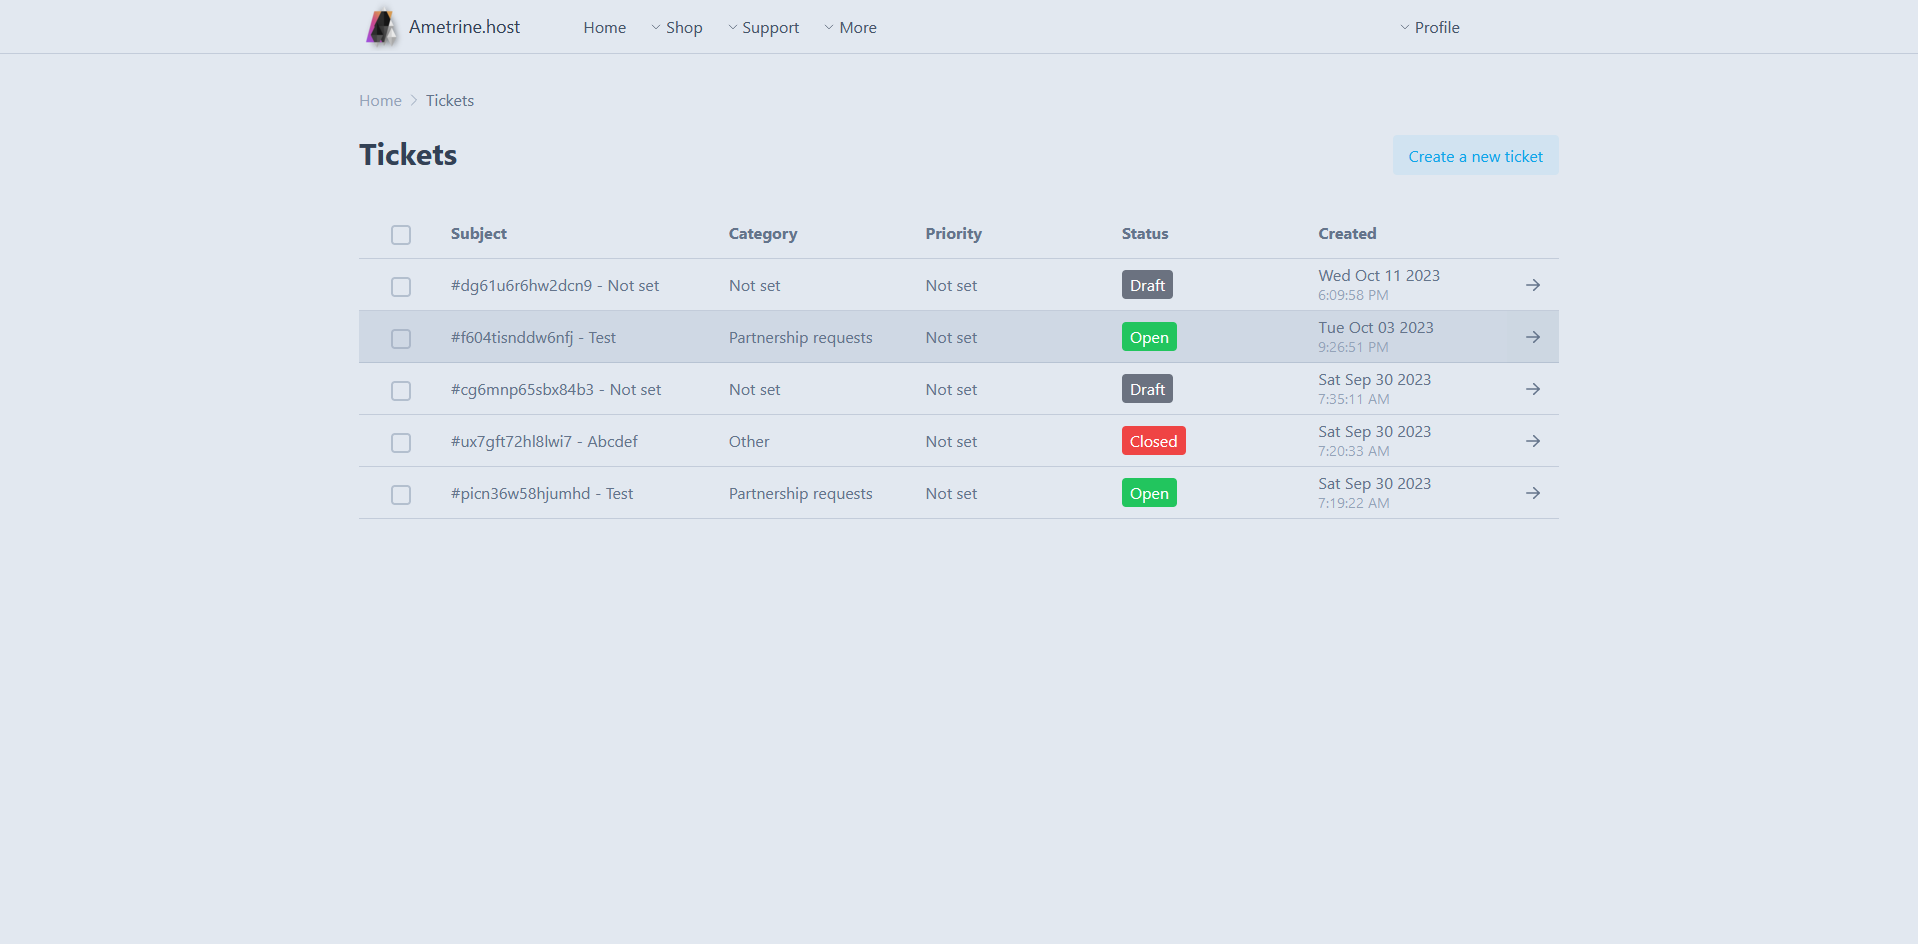 Ametrine.host Home Shop Support More Profile
Home Tickets
Tickets
Create a new ticket
Subject Category Priority Status Created
#dg61u6r6hw2dcn9 - Not set Not set Not set Draft Wed Oct 11 2023
6:09:58 PM
#f604tisnddw6nfj - Test Partnership requests Not set Open Tue Oct 03 2023
9:26:51 PM
#cg6mnp65sbx84b3 - Not set Not set Not set Draft Sat Sep 30 2023
7:35:11 AM
#ux7gft72hl8lwi7 - Abcdef Other Not set Closed Sat Sep 30 2023
7:20:33 AM
#picn36w58hjumhd - Test Partnership requests Not set Open Sat Sep 30 2023
7:19:22 AM